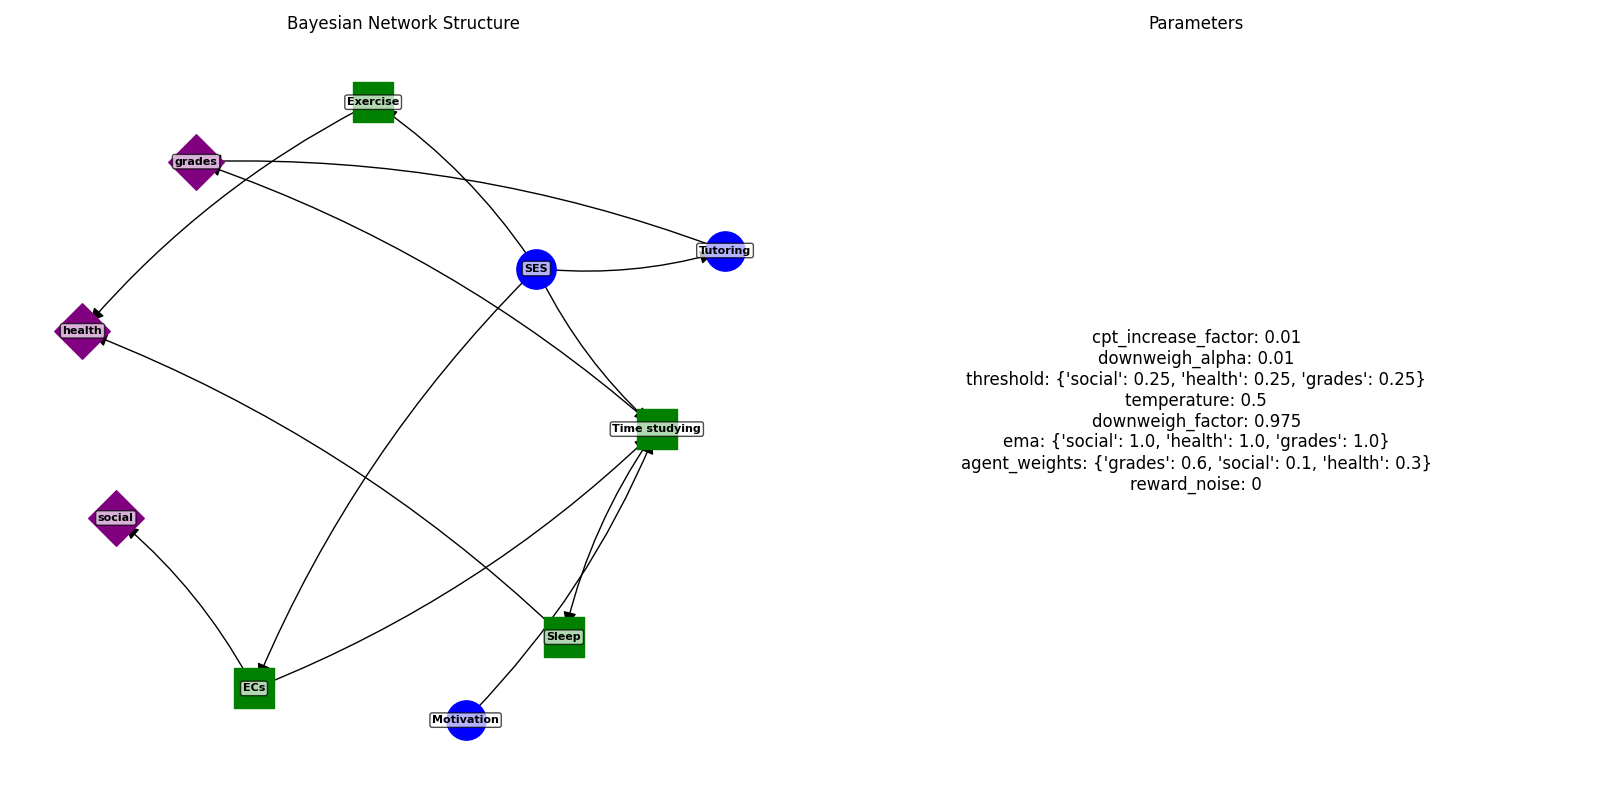 Bayesian Network Structure
Parameters
Exercise
grades
Tutoring
SES
health
Time studying
social
Sleep
ECs
Motivation
cpt_increase_factor: 0.01
downweigh_alpha: 0.01
threshold: {'social': 0.25, 'health': 0.25, 'grades': 0.25}
temperature: 0.5
downweigh_factor: 0.975
ema: {'social': 1.0, 'health': 1.0, 'grades': 1.0}
agent_weights: {'grades': 0.6, 'social': 0.1, 'health': 0.3}
reward_noise: 0